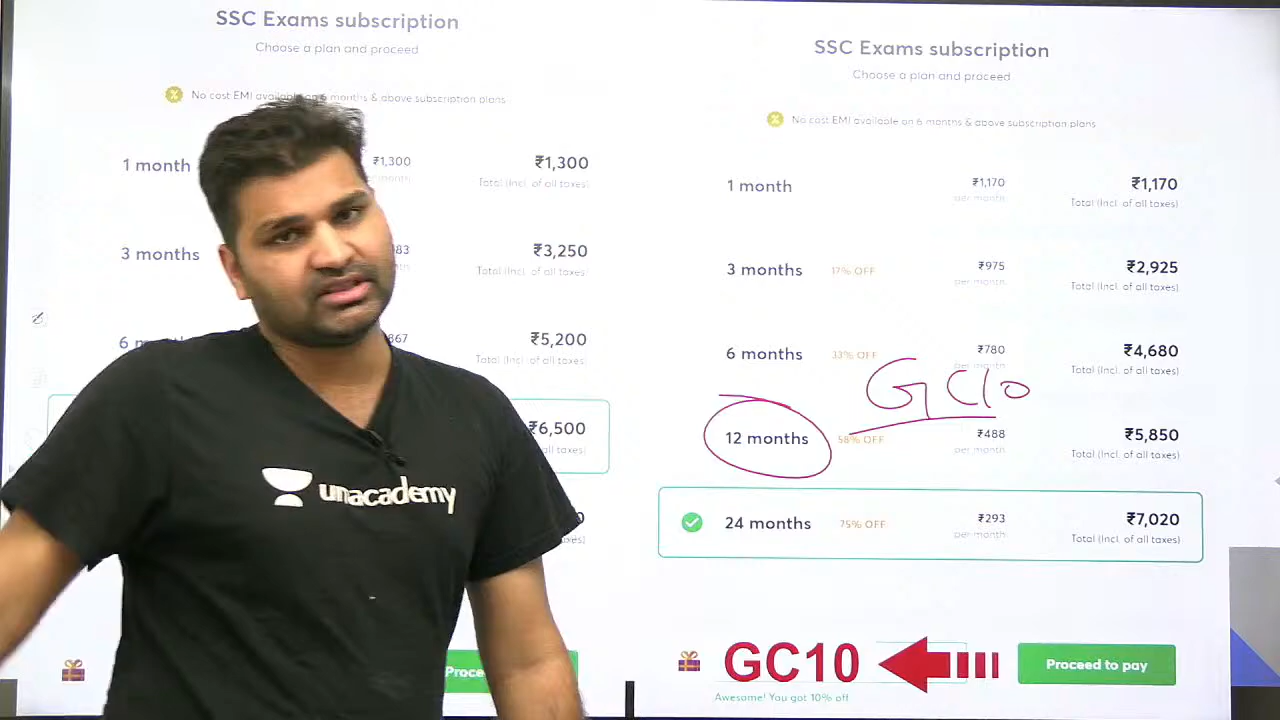 SSC Exams subscription
Choose a plan and proceed
No cost EMI available on 6 months & above subscription plans
1 month ₹1,300 ₹1,300
Total (Incl. of all taxes)
3 months ₹3,250
Total (Incl. of all taxes)
₹5,200
Total (Incl. of all taxes)
₹6,500
unacademy
SSC Exams subscription
Choose a plan and proceed
No cost EMI available on 6 months & above subscription plans
1 month ₹1,170 ₹1,170
per month Total (Incl. of all taxes)
3 months 17% OFF ₹975 ₹2,925
per month Total (Incl. of all taxes)
6 months 33% OFF ₹780 ₹4,680
per month Total (Incl. of all taxes)
GC10
12 months 58% OFF ₹488 ₹5,850
per month Total (Incl. of all taxes)
24 months 75% OFF ₹293 ₹7,020
per month Total (Incl. of all taxes)
GC10 Proceed to pay
Awesome! You got 10% off